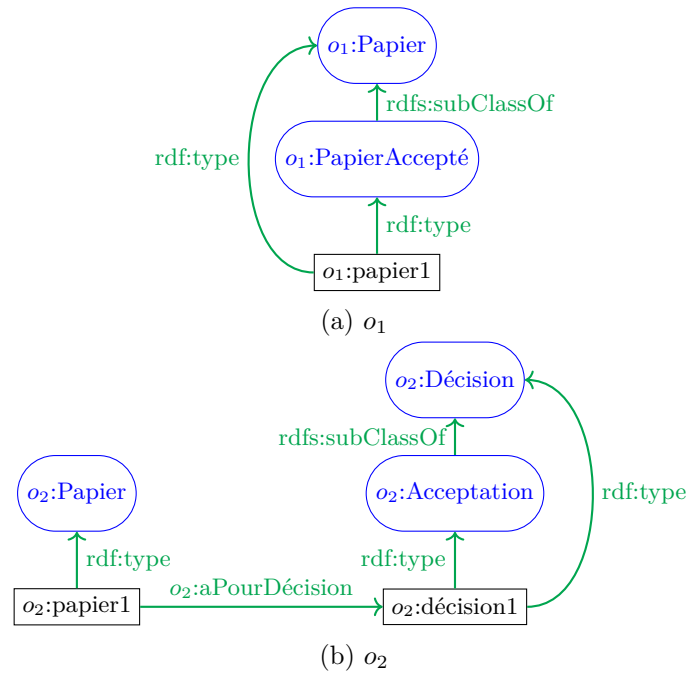 o₁:Papier
rdfs:subClassOf
rdf:type
o₁:PapierAccepté
rdf:type
o₁:papier1
(a) o₁
o₂:Décision
rdfs:subClassOf
o₂:Papier
o₂:Acceptation
rdf:type
rdf:type
rdf:type
o₂:aPourDécision
o₂:papier1
o₂:décision1
(b) o₂